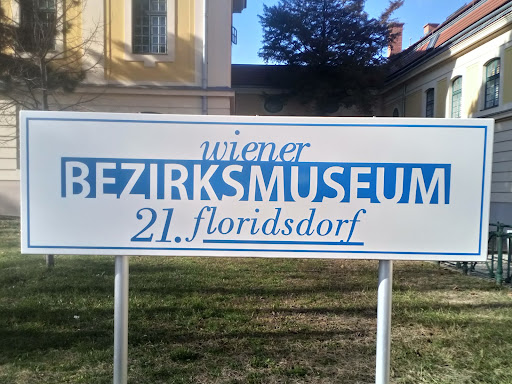 wiener
BEZIRKSMUSEUM
21. floridsdorf